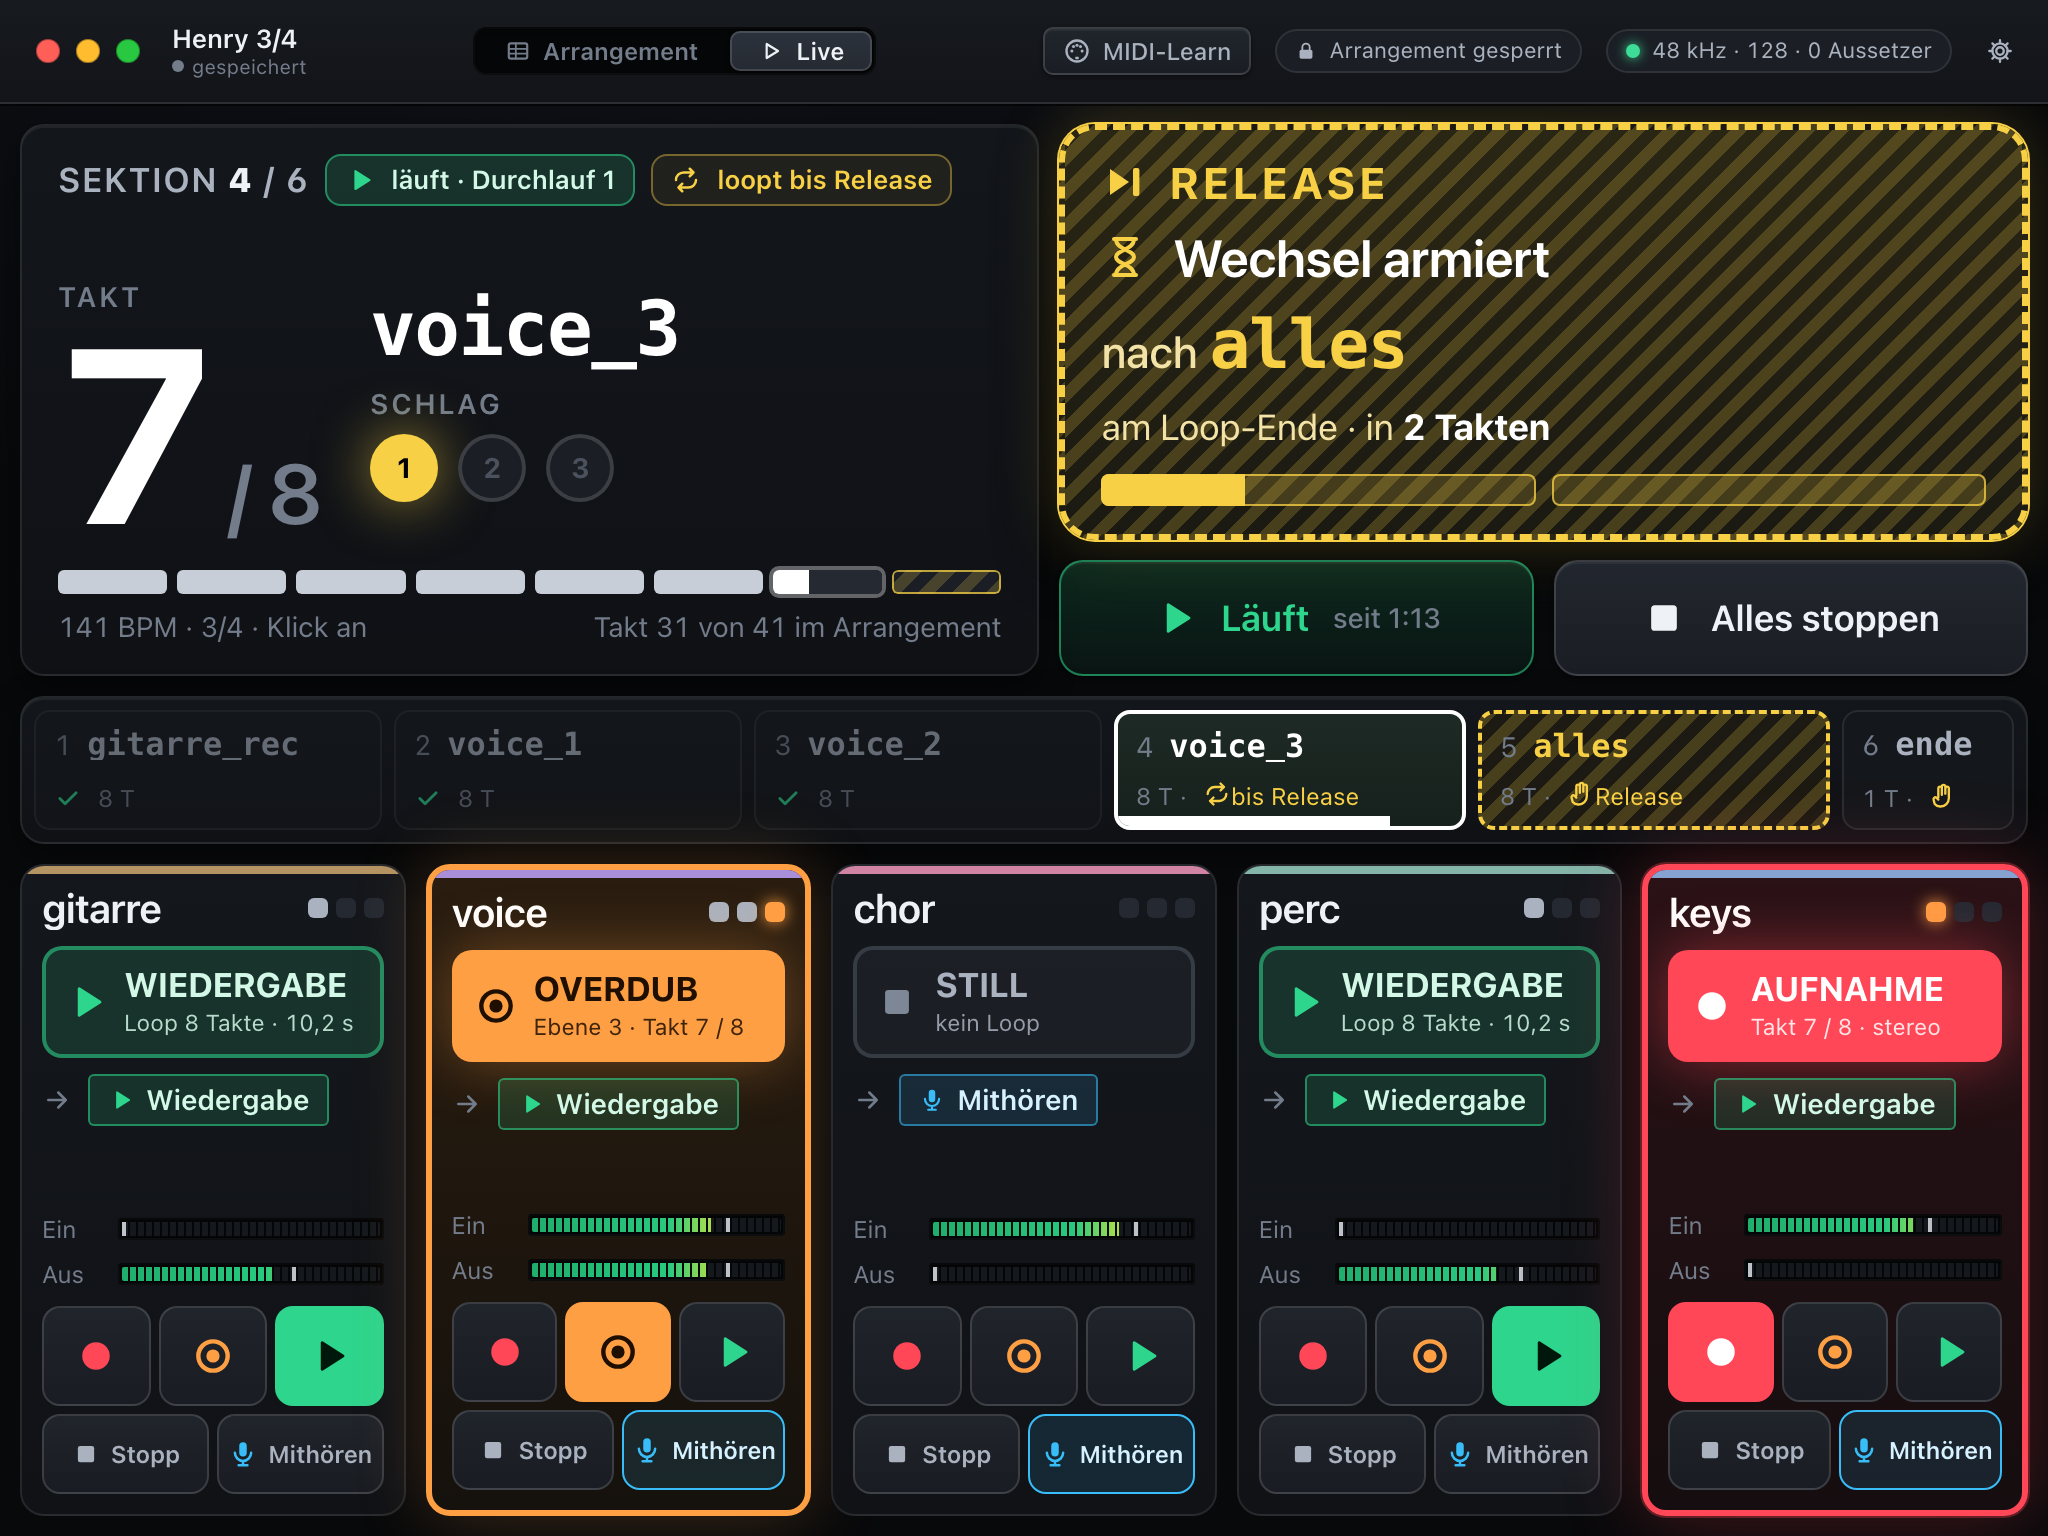 Henry 3/4
gespeichert
Arrangement
Live
MIDI-Learn
Arrangement gesperrt
48 kHz · 128 · 0 Aussetzer
SEKTION 4 / 6
läuft · Durchlauf 1
loopt bis Release
TAKT
7 / 8
voice_3
SCHLAG
1 2 3
141 BPM · 3/4 · Klick an
Takt 31 von 41 im Arrangement
RELEASE
Wechsel armiert
nach alles
am Loop-Ende · in 2 Takten
Läuft seit 1:13
Alles stoppen
1 gitarre_rec
8 T
2 voice_1
8 T
3 voice_2
8 T
4 voice_3
8 T · bis Release
5 alles
8 T · Release
6 ende
1 T ·
gitarre
WIEDERGABE
Loop 8 Takte · 10,2 s
→ Wiedergabe
Ein
Aus
Stopp
Mithören
voice
OVERDUB
Ebene 3 · Takt 7 / 8
→ Wiedergabe
Ein
Aus
Stopp
Mithören
chor
STILL
kein Loop
→ Mithören
Ein
Aus
Stopp
Mithören
perc
WIEDERGABE
Loop 8 Takte · 10,2 s
→ Wiedergabe
Ein
Aus
Stopp
Mithören
keys
AUFNAHME
Takt 7 / 8 · stereo
→ Wiedergabe
Ein
Aus
Stopp
Mithören